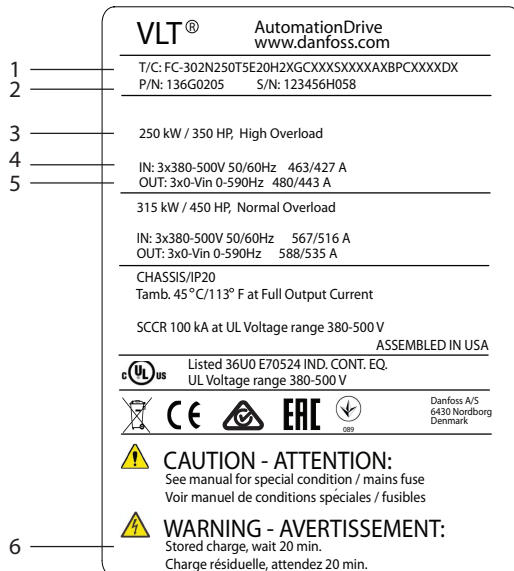 VLT® AutomationDrive
www.danfoss.com
1 T/C: FC-302N250T5E20H2XGCXXXSXXXXAXBPCXXXXDX
2 P/N: 136G0205 S/N: 123456H058
3 250 kW / 350 HP, High Overload
4 IN: 3x380-500V 50/60Hz 463/427 A
5 OUT: 3x0-Vin 0-590Hz 480/443 A
315 kW / 450 HP, Normal Overload
IN: 3x380-500V 50/60Hz 567/516 A
OUT: 3x0-Vin 0-590Hz 588/535 A
CHASSIS/IP20
Tamb. 45°C/113° F at Full Output Current
SCCR 100 kA at UL Voltage range 380-500 V
ASSEMBLED IN USA
c UL us Listed 36U0 E70524 IND. CONT. EQ.
UL Voltage range 380-500 V
CE EAC 089
Danfoss A/S
6430 Nordborg
Denmark
CAUTION - ATTENTION:
See manual for special condition / mains fuse
Voir manuel de conditions spéciales / fusibles
WARNING - AVERTISSEMENT:
6 Stored charge, wait 20 min.
Charge résiduelle, attendez 20 min.